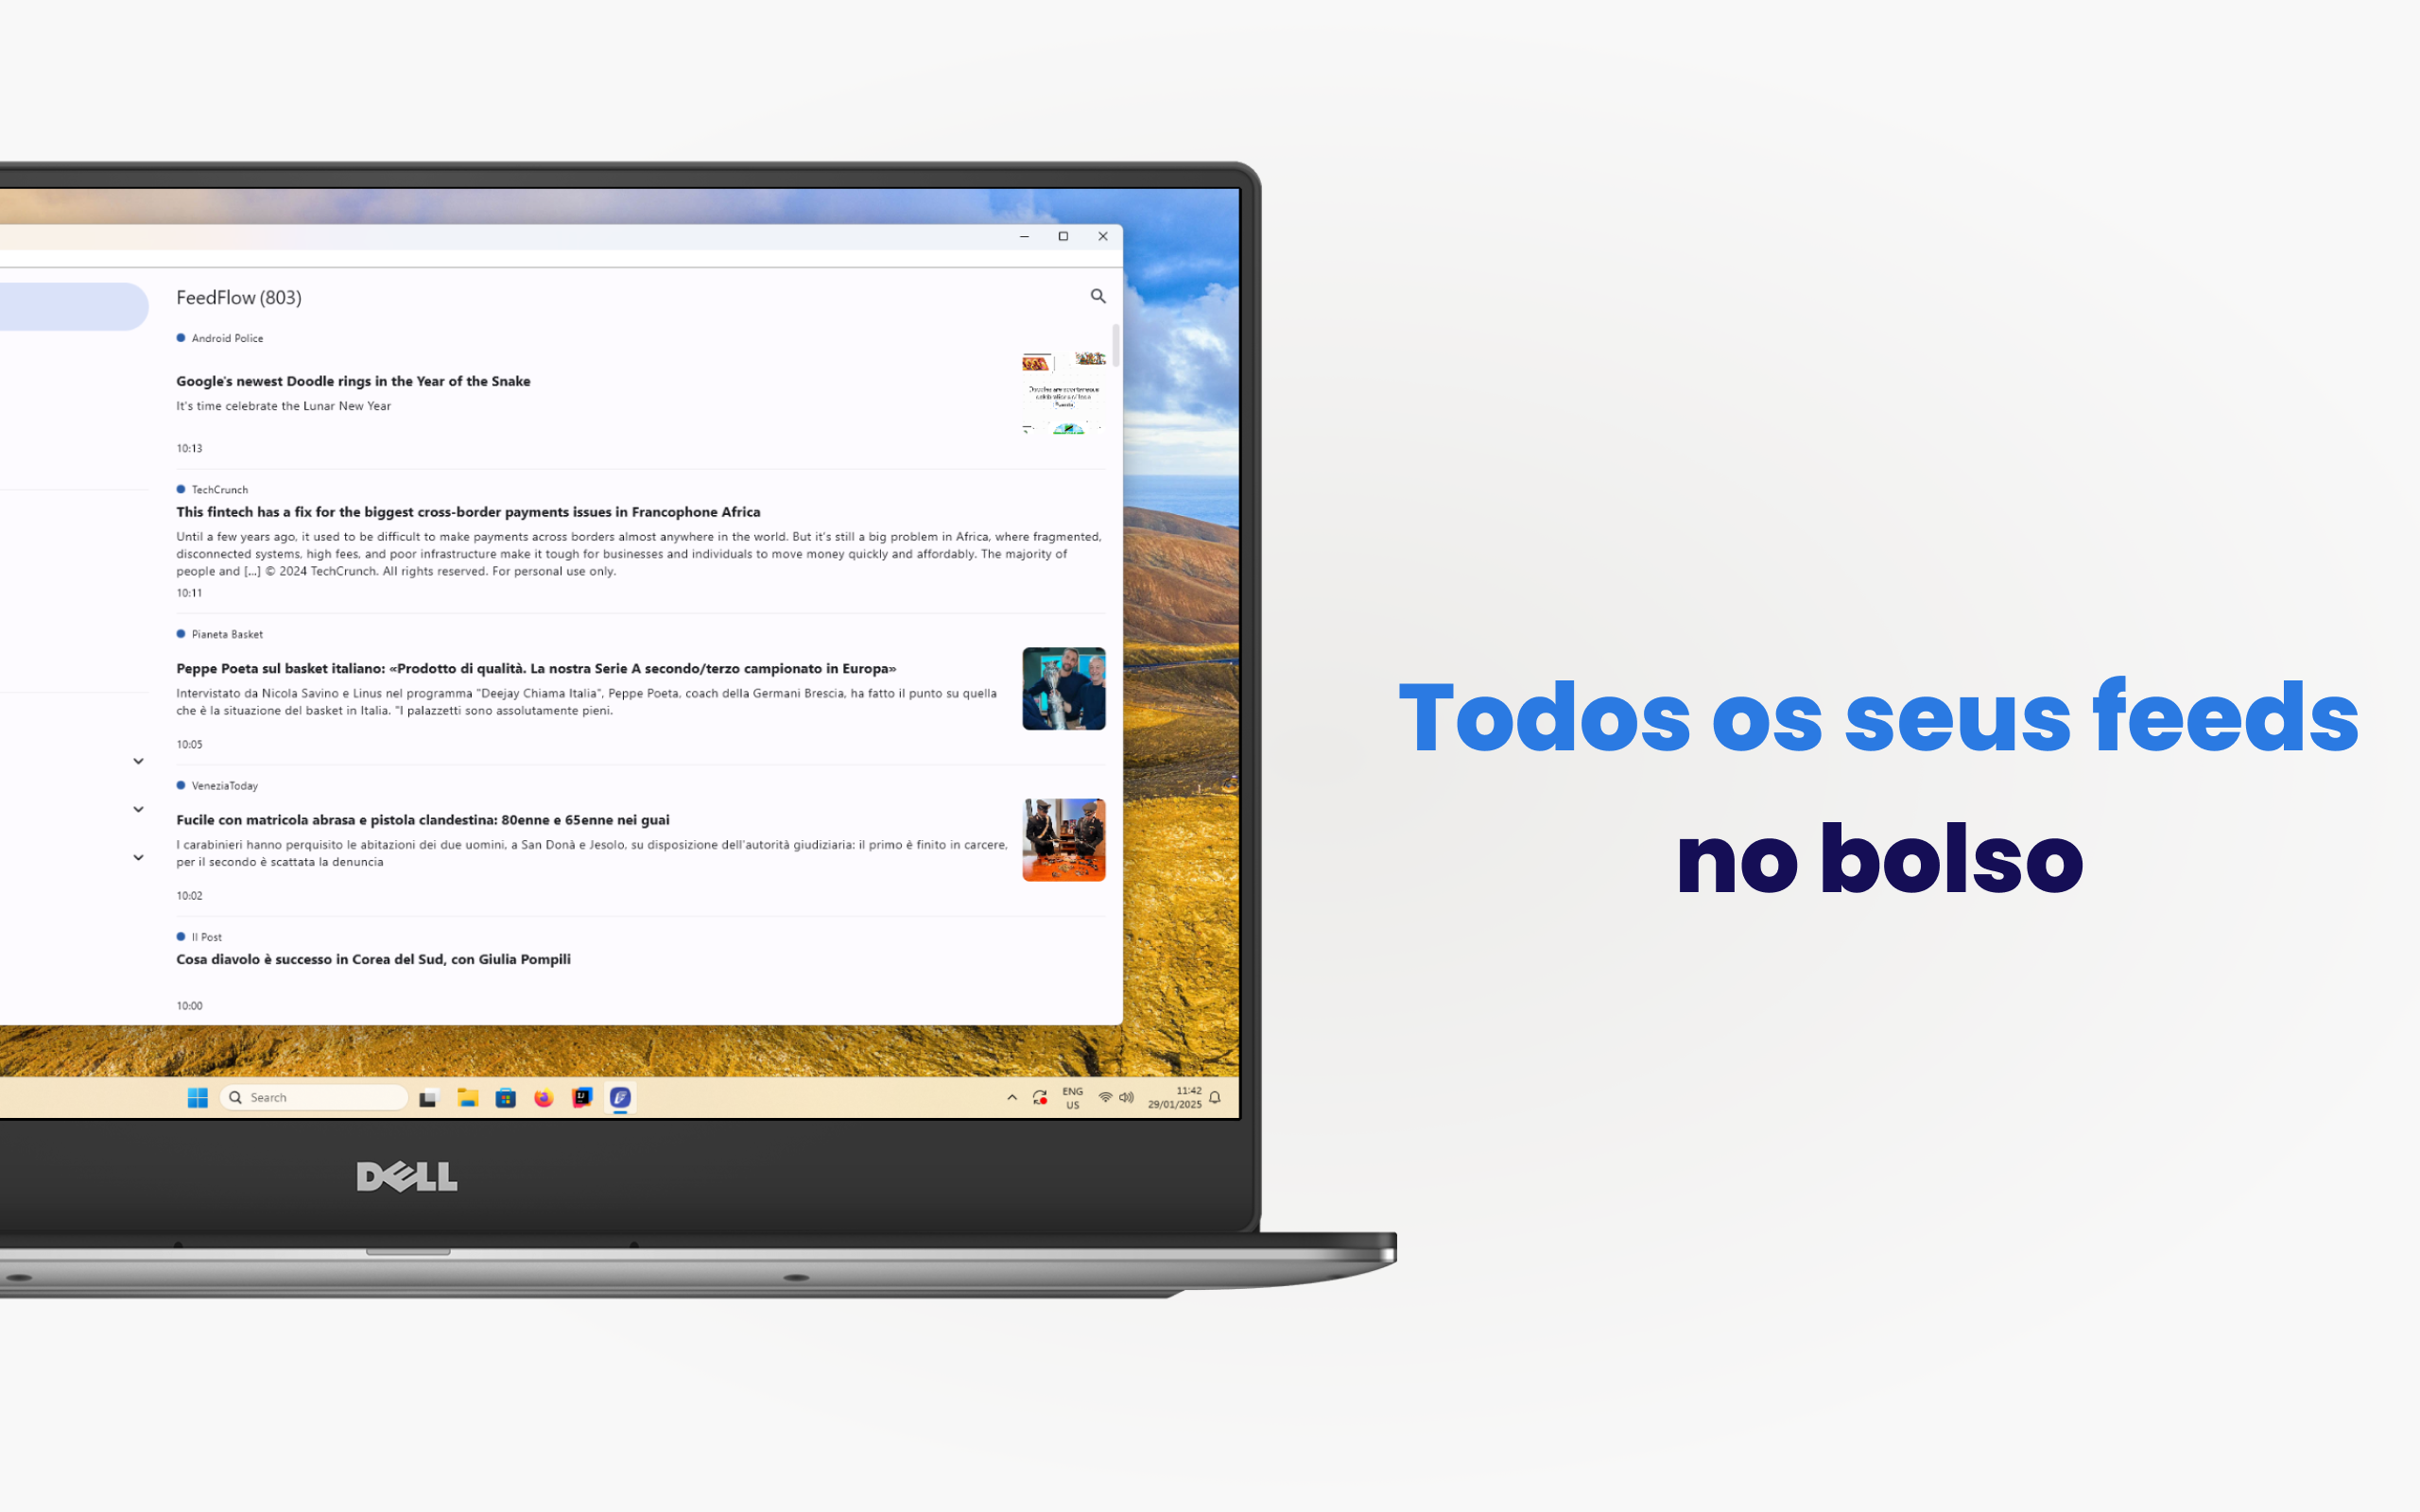 FeedFlow (803)
Android Police
Google's newest Doodle rings in the Year of the Snake
It's time celebrate the Lunar New Year
10:13
TechCrunch
This fintech has a fix for the biggest cross-border payments issues in Francophone Africa
Until a few years ago, it used to be difficult to make payments across borders almost anywhere in the world. But it's still a big problem in Africa, where fragmented,
disconnected systems, high fees, and poor infrastructure make it tough for businesses and individuals to move money quickly and affordably. The majority of
people and [...] © 2024 TechCrunch. All rights reserved. For personal use only.
10:11
Pianeta Basket
Peppe Poeta sul basket italiano: «Prodotto di qualità. La nostra Serie A secondo/terzo campionato in Europa»
Intervistato da Nicola Savino e Linus nel programma "Deejay Chiama Italia", Peppe Poeta, coach della Germani Brescia, ha fatto il punto su quella
che è la situazione del basket in Italia. "I palazzetti sono assolutamente pieni.
10:05
VeneziaToday
Fucile con matricola abrasa e pistola clandestina: 80enne e 65enne nei guai
I carabinieri hanno perquisito le abitazioni dei due uomini, a San Donà e Jesolo, su disposizione dell'autorità giudiziaria: il primo è finito in carcere,
per il secondo è scattata la denuncia
10:02
Il Post
Cosa diavolo è successo in Corea del Sud, con Giulia Pompili
10:00
Search
ENG
US
11:42
29/01/2025
DELL
Todos os seus feeds
no bolso